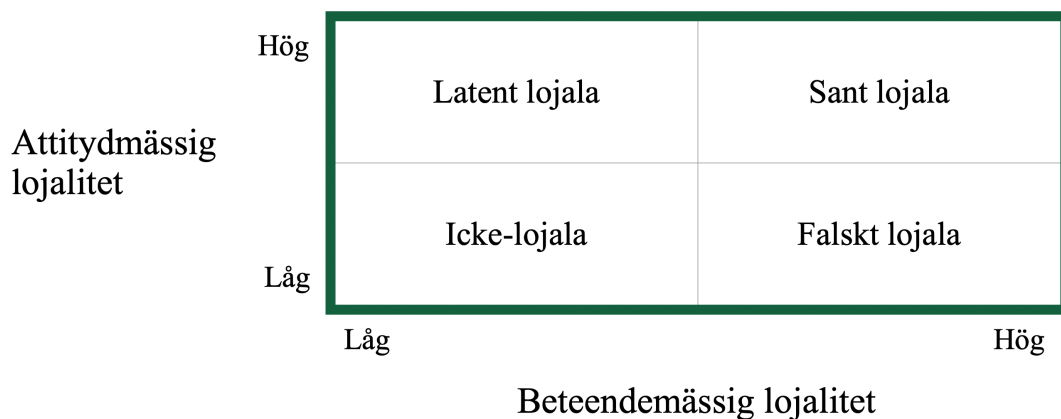 Hög
Latent lojala Sant lojala
Attitydmässig
lojalitet
Icke-lojala Falskt lojala
Låg
Låg Hög
Beteendemässig lojalitet